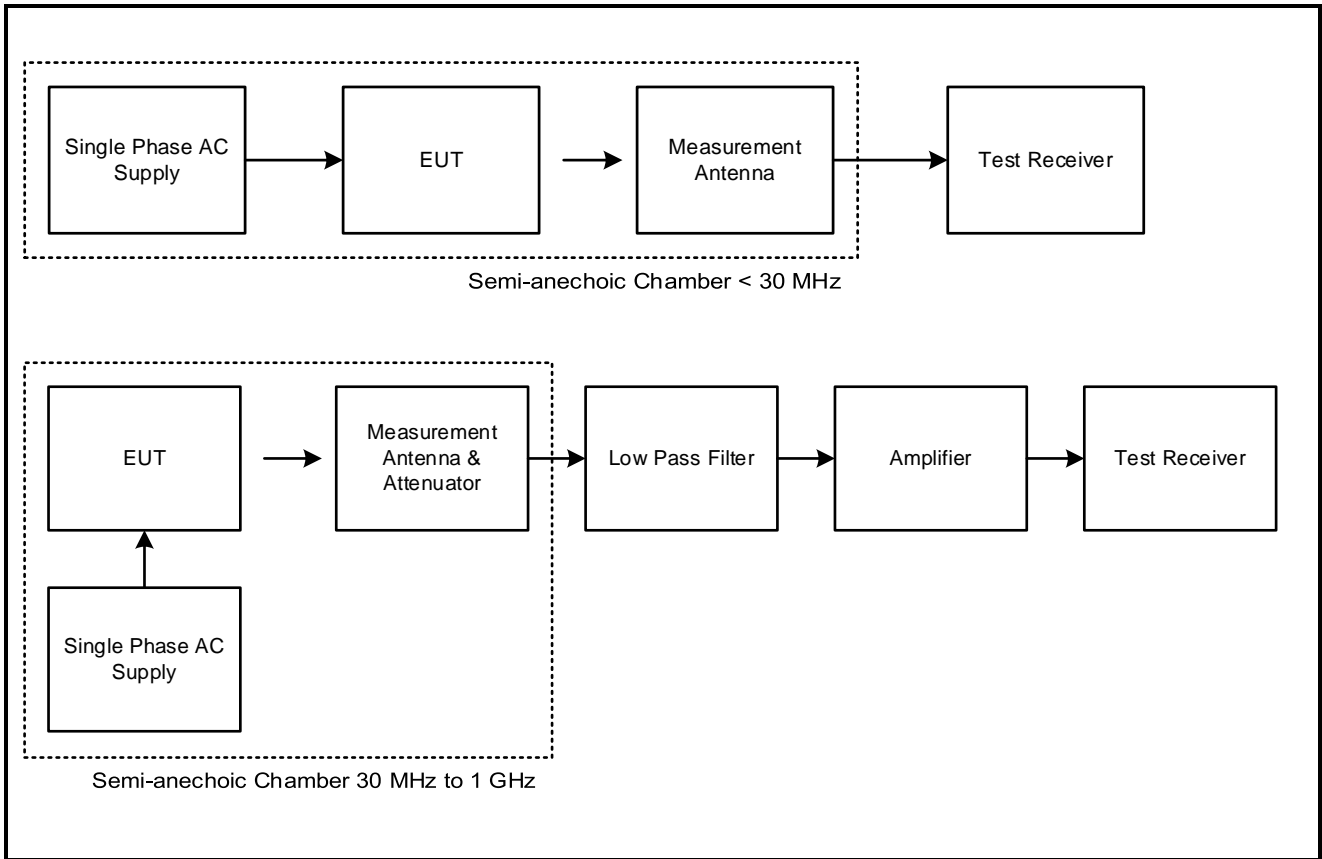 Single Phase AC
Supply
EUT
Measurement
Antenna
Test Receiver
Semi-anechoic Chamber < 30 MHz
EUT
Measurement
Antenna &
Attenuator
Low Pass Filter
Amplifier
Test Receiver
Single Phase AC
Supply
Semi-anechoic Chamber 30 MHz to 1 GHz